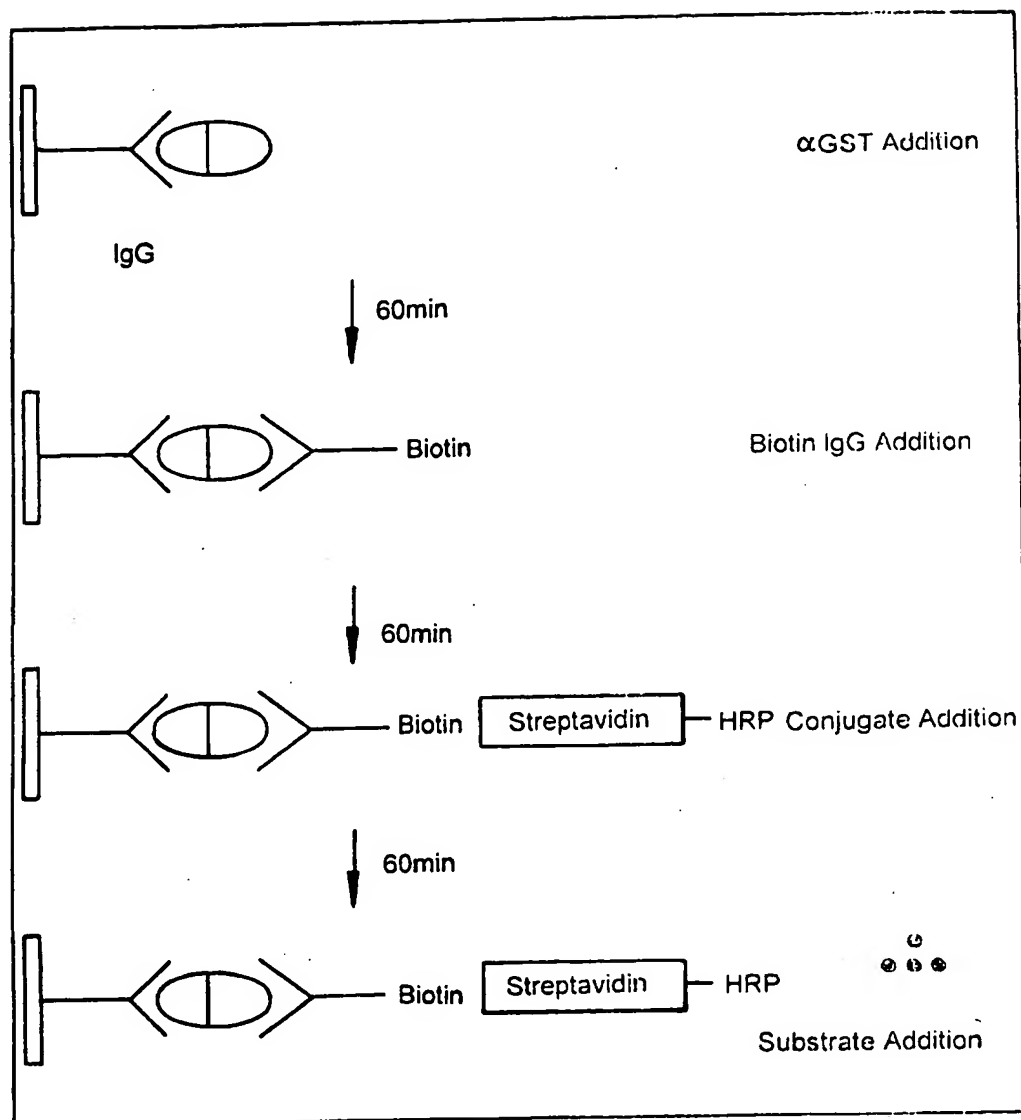 αGST Addition
IgG
60min
Biotin
Biotin IgG Addition
60min
Biotin
Streptavidin
HRP Conjugate Addition
60min
Biotin
Streptavidin
HRP
Substrate Addition